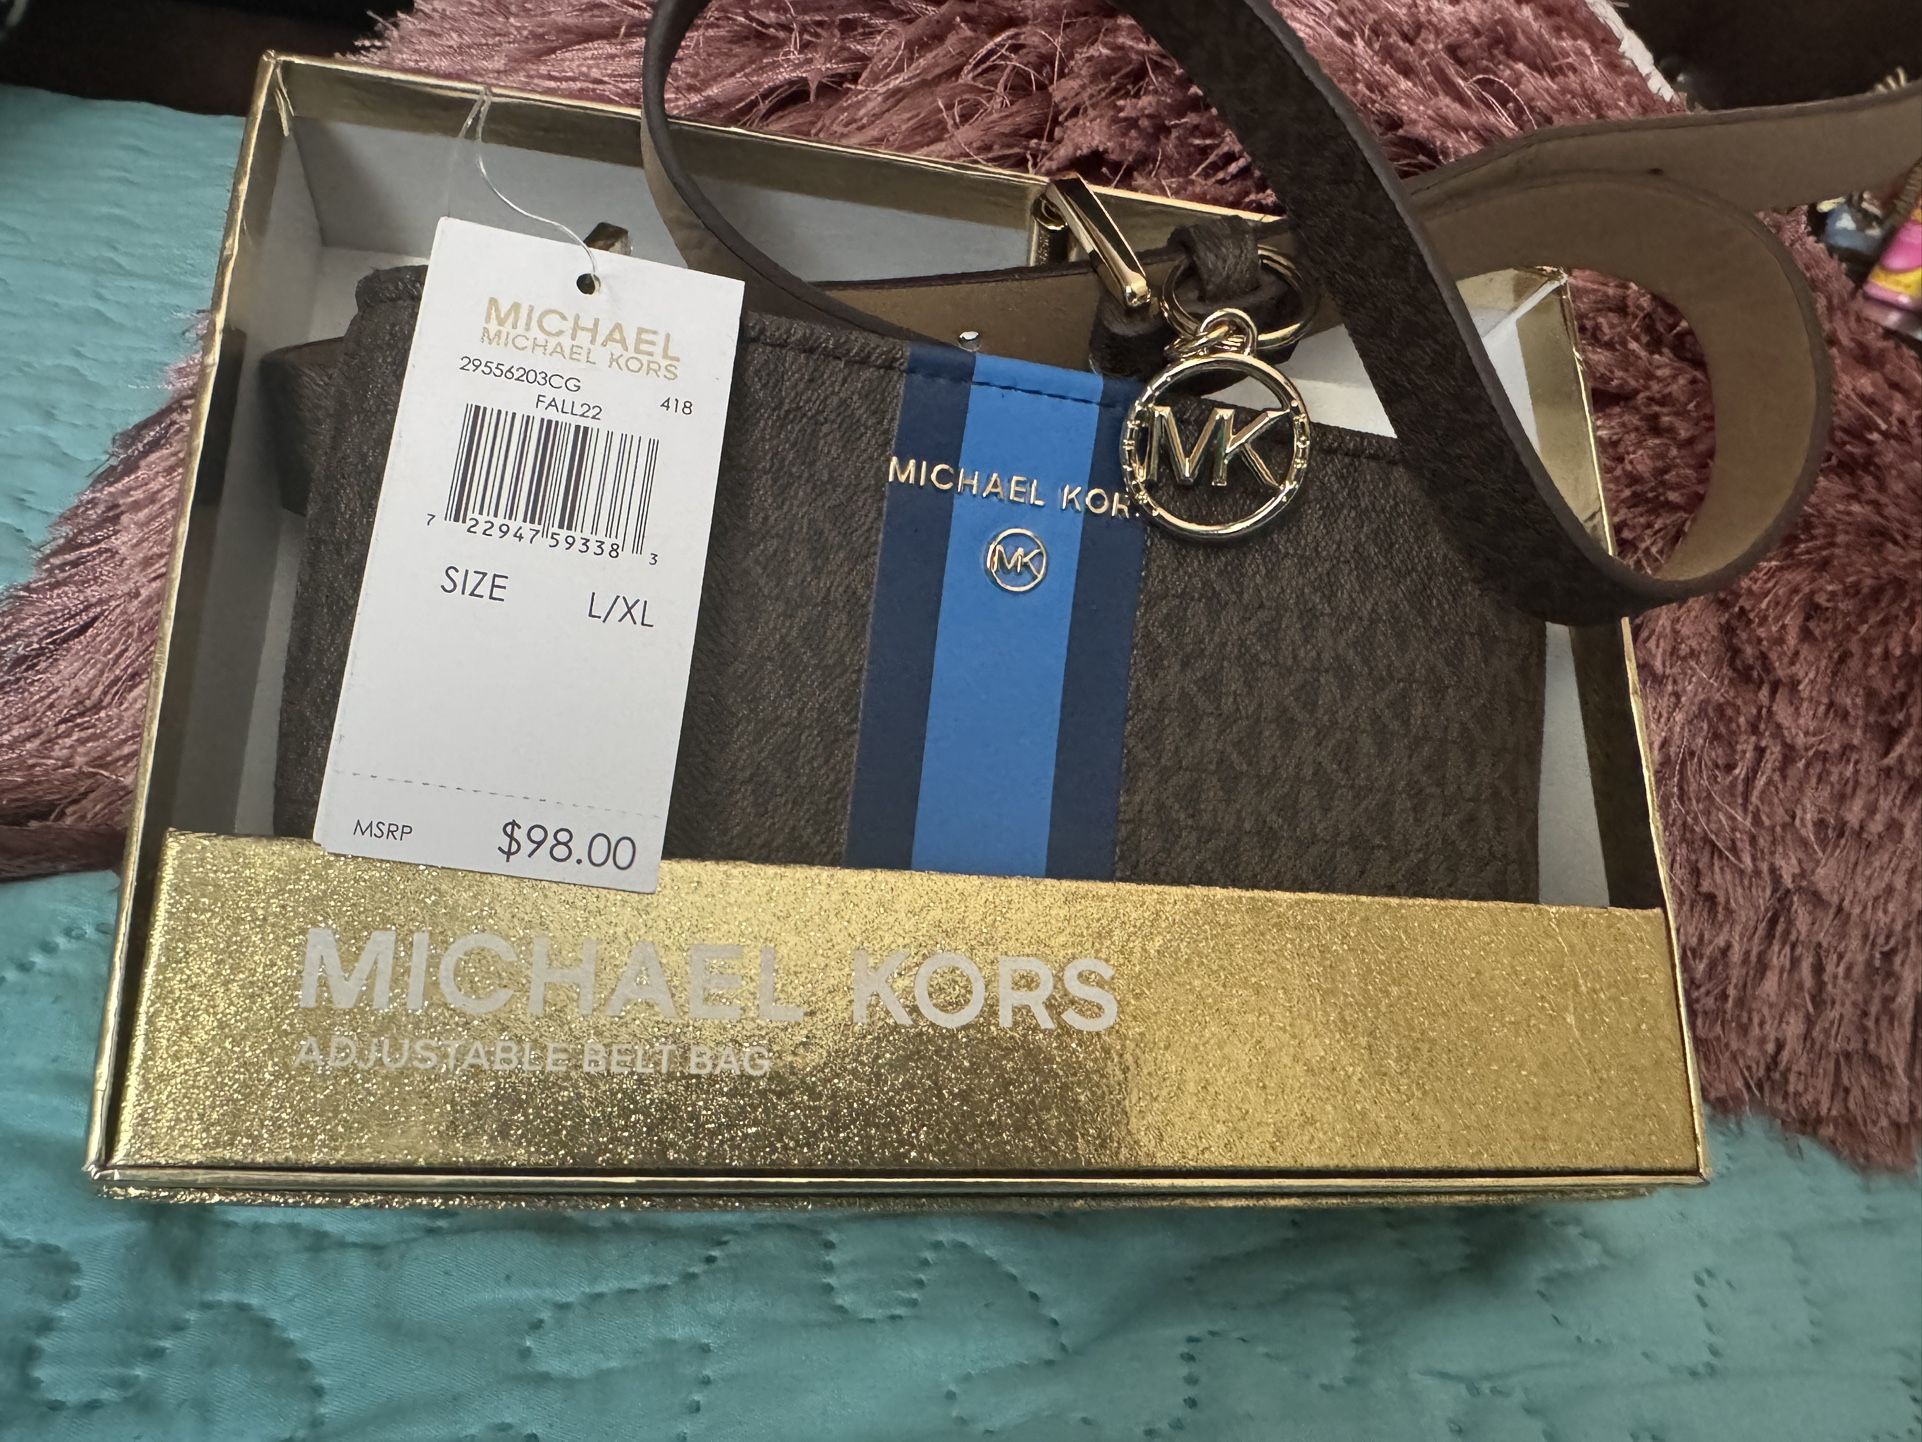 MICHAEL
MICHAEL KORS
29556203CG
FALL22 418
7 22947 59338 3
SIZE L/XL
MSRP $98.00
MICHAEL KOR
MK
MK
MICHAEL KORS
ADJUSTABLE BELT BAG